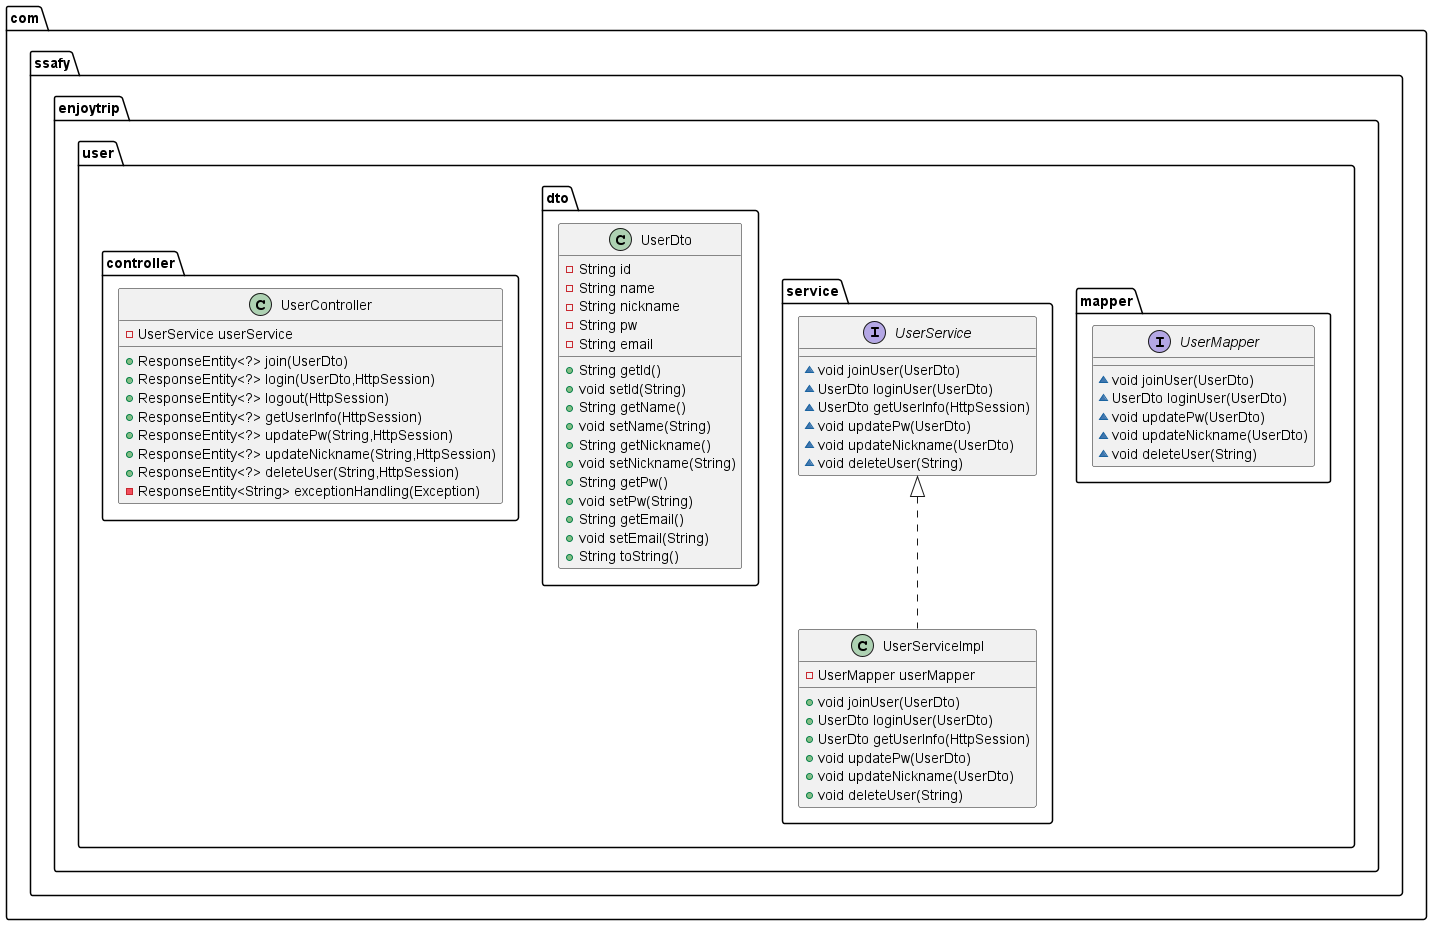 com
ssafy
enjoytrip
user
controller
C UserController
UserService userService
ResponseEntity<?> join(UserDto)
ResponseEntity<?> login(UserDto,HttpSession)
ResponseEntity<?> logout(HttpSession)
ResponseEntity<?> getUserInfo(HttpSession)
ResponseEntity<?> updatePw(String,HttpSession)
ResponseEntity<?> updateNickname(String,HttpSession)
ResponseEntity<?> deleteUser(String,HttpSession)
ResponseEntity<String> exceptionHandling(Exception)
dto
C UserDto
String id
String name
String nickname
String pw
String email
String getId()
void setId(String)
String getName()
void setName(String)
String getNickname()
void setNickname(String)
String getPw()
void setPw(String)
String getEmail()
void setEmail(String)
String toString()
service
I UserService
void joinUser(UserDto)
UserDto loginUser(UserDto)
UserDto getUserInfo(HttpSession)
void updatePw(UserDto)
void updateNickname(UserDto)
void deleteUser(String)
C UserServiceImpl
UserMapper userMapper
void joinUser(UserDto)
UserDto loginUser(UserDto)
UserDto getUserInfo(HttpSession)
void updatePw(UserDto)
void updateNickname(UserDto)
void deleteUser(String)
mapper
I UserMapper
void joinUser(UserDto)
UserDto loginUser(UserDto)
void updatePw(UserDto)
void updateNickname(UserDto)
void deleteUser(String)